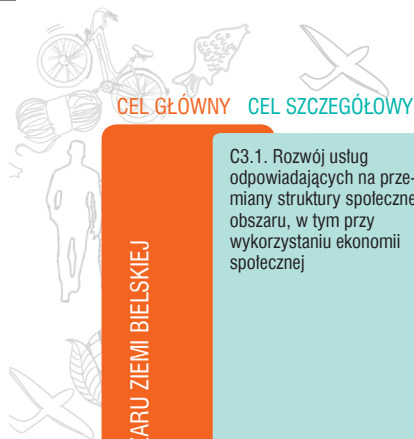 CEL GŁÓWNY CEL SZCZEGÓŁOWY
C3.1. Rozwój usług
odpowiadających na prze-
miany struktury społeczne
obszaru, w tym przy
wykorzystaniu ekonomii
społecznej
ZARU ZIEMI BIELSKIEJ